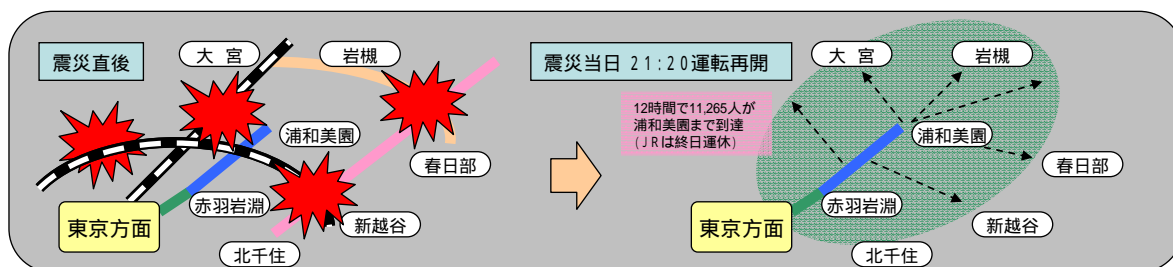 震災直後
大 宮
岩槻
浦和美園
春日部
赤羽岩淵
東京方面
新越谷
北千住
震災当日 21:20運転再開
12時間で11,265人が
浦和美園まで到達
(JRは終日運休)
大 宮
岩槻
浦和美園
春日部
赤羽岩淵
東京方面
新越谷
北千住